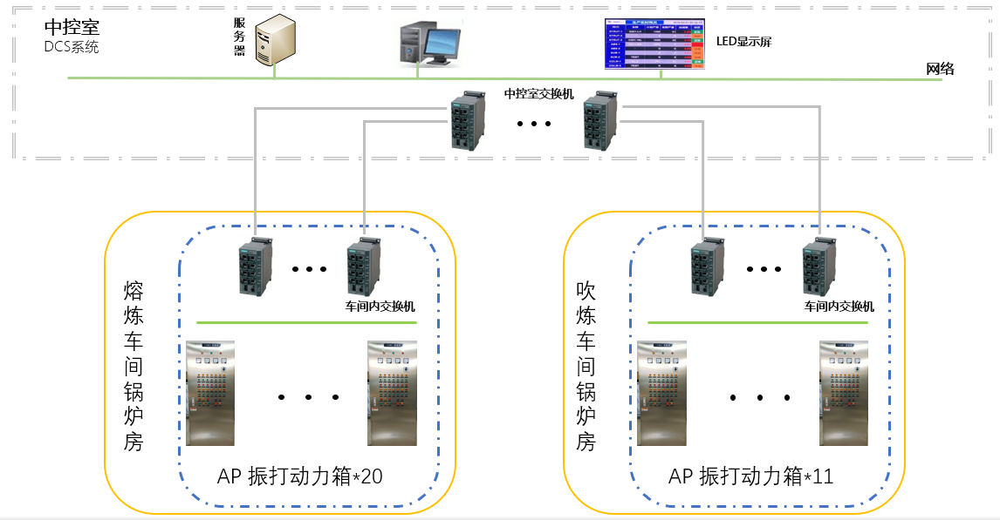 中控室
DCS系统
服务器
LED显示屏
网络
中控室交换机
熔炼车间锅炉房
车间内交换机
AP 振打动力箱*20
吹炼车间锅炉房
车间内交换机
AP 振打动力箱*11